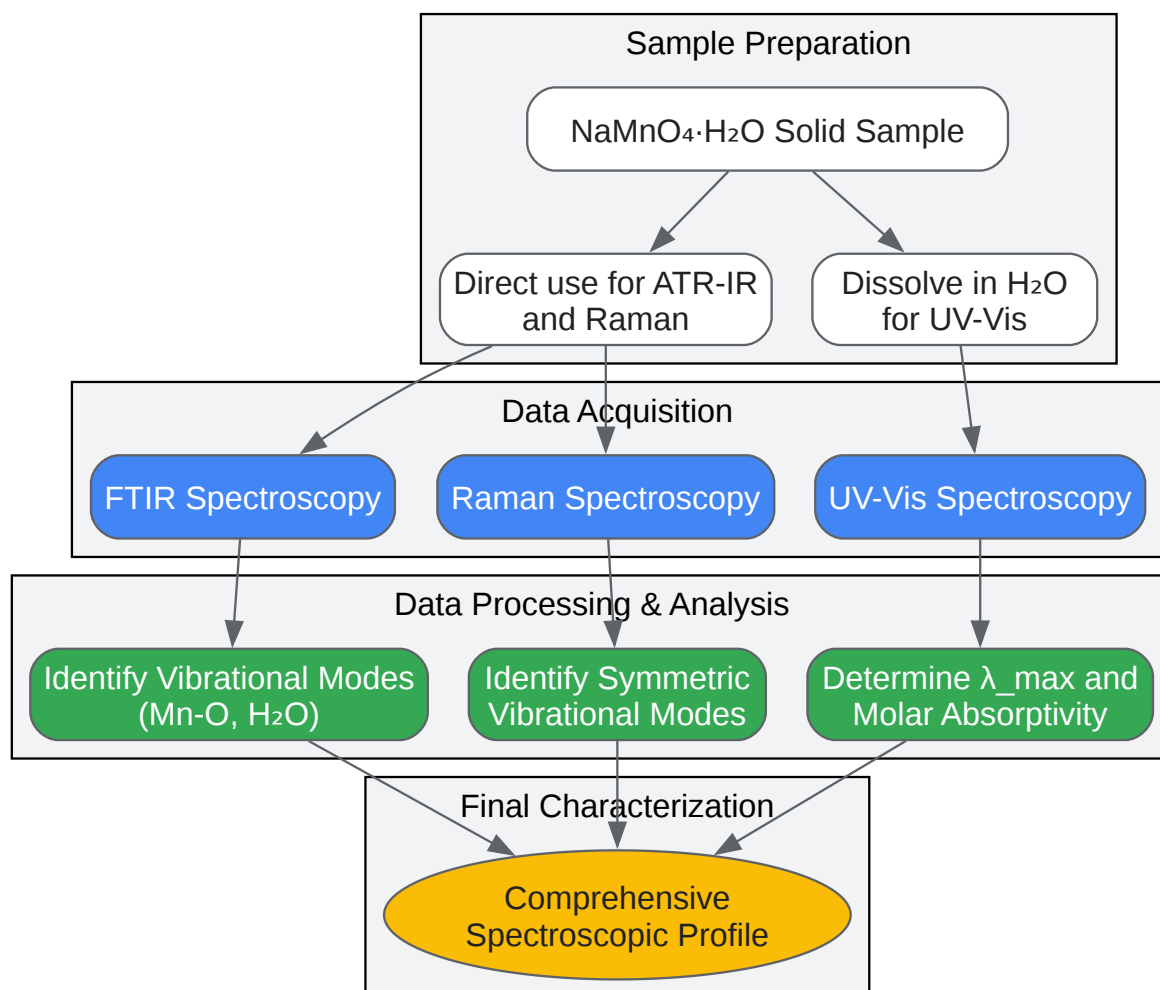 Sample Preparation
NaMnO₄·H₂O Solid Sample
Direct use for ATR-IR
and Raman
Dissolve in H₂O
for UV-Vis
Data Acquisition
FTIR Spectroscopy
Raman Spectroscopy
UV-Vis Spectroscopy
Data Processing & Analysis
Identify Vibrational Modes
(Mn-O, H₂O)
Identify Symmetric
Vibrational Modes
Determine λ_max and
Molar Absorptivity
Final Characterization
Comprehensive
Spectroscopic Profile